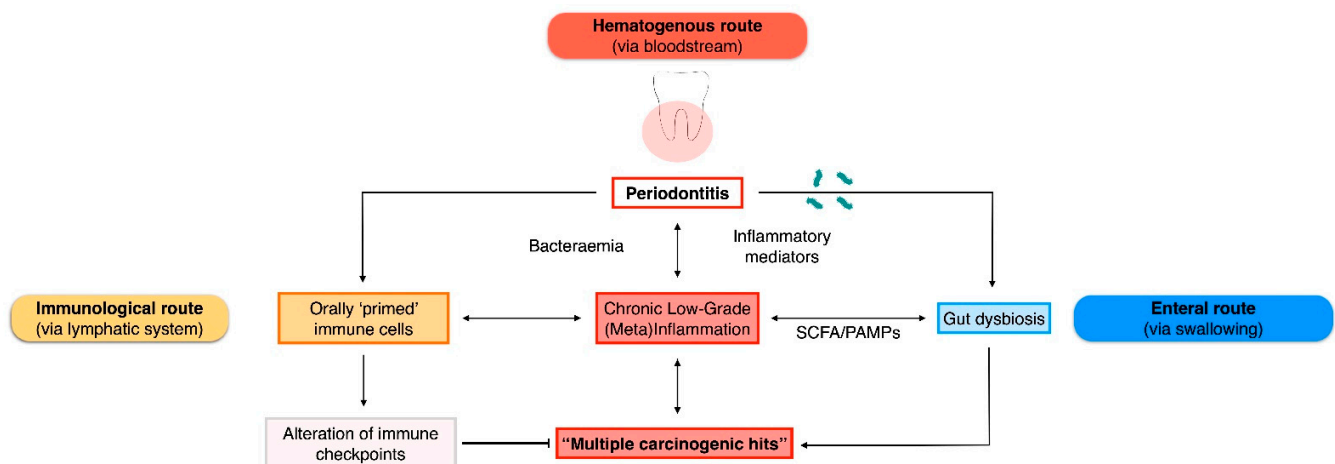 Hematogenous route
(via bloodstream)
Periodontitis
Bacteraemia
Inflammatory
mediators
Immunological route
(via lymphatic system)
Orally ‘primed’
immune cells
Chronic Low-Grade
(Meta)Inflammation
SCFA/PAMPs
Gut dysbiosis
Enteral route
(via swallowing)
Alteration of immune
checkpoints
“Multiple carcinogenic hits”